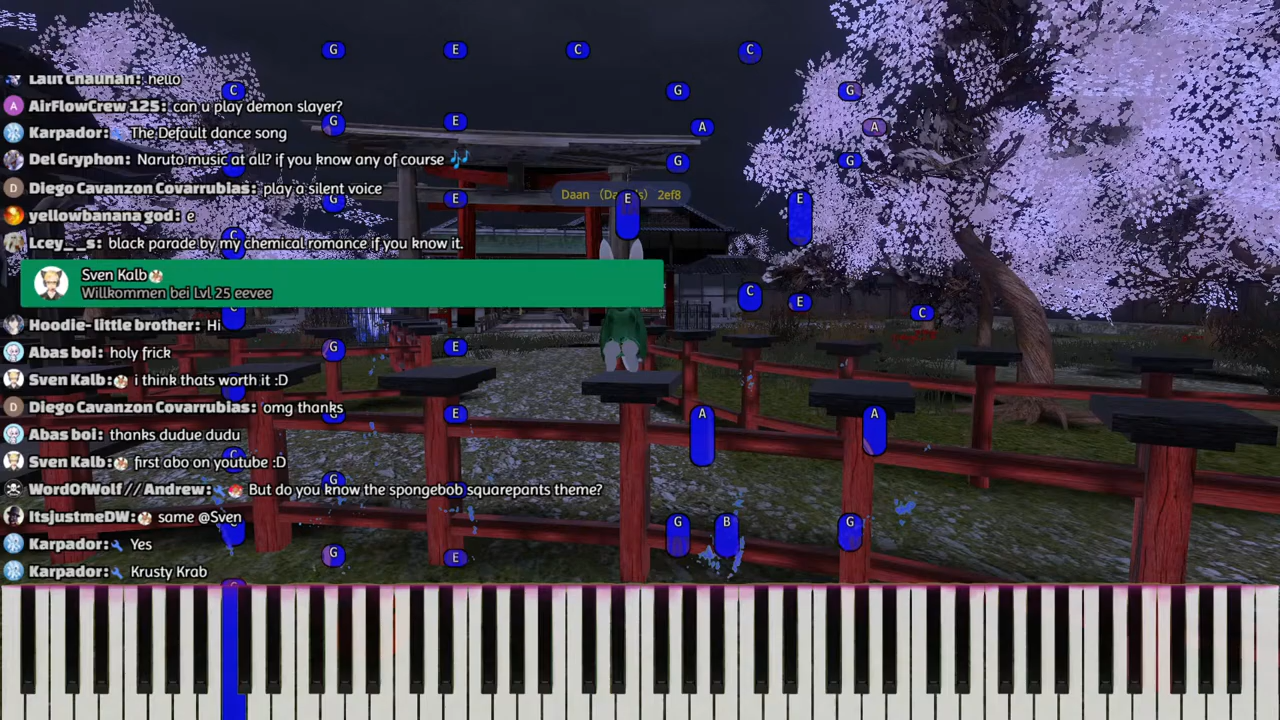 Lalit Chauhan: hello
A AirFlowCrew 125: can u play demon slayer?
Karpador: The Default dance song
Del Gryphon: Naruto music at all? if you know any of course 🎶
D Diego Cavanzon Covarrubias: play a silent voice
yellowbanana god: e
Lcey__s: black parade by my chemical romance if you know it.
Sven Kalb
Willkommen bei Lvl 25 eevee
Hoodie- little brother: Hi
Abas boi: holy frick
Sven Kalb: i think thats worth it :D
D Diego Cavanzon Covarrubias: omg thanks
Abas boi: thanks dudue dudu
Sven Kalb: first abo on youtube :D
WordOfWolf // Andrew: But do you know the spongebob squarepants theme?
ItsjustmeDW: same @Sven
Karpador: Yes
Karpador: Krusty Krab
G E C C
C G G
G E A A
G G
G E E E
C
C E C
C
G E
G E A A
C
G
C G B G
G E
Daan 2ef8